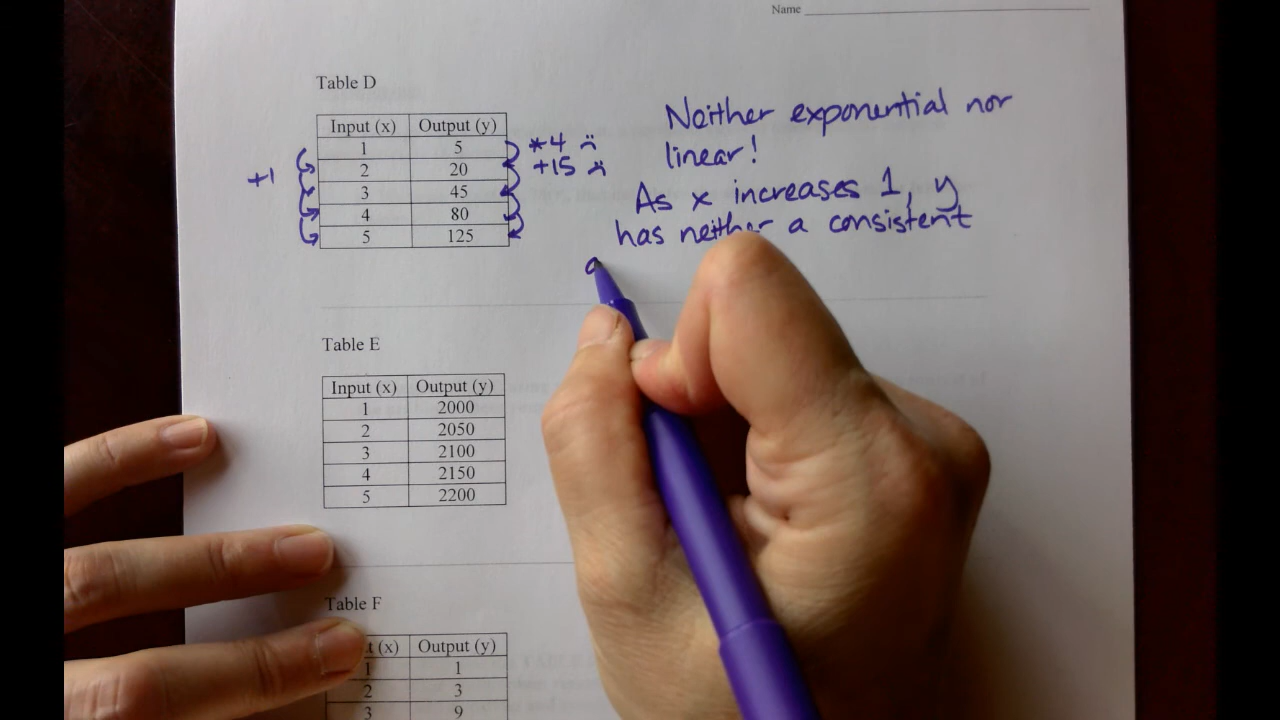 Name
Table D
Input (x) Output (y)
1 5
2 20
3 45
4 80
5 125
+1
*4
+15
Neither exponential nor
linear!
As x increases 1, y
has neither a consistent
Table E
Input (x) Output (y)
1 2000
2 2050
3 2100
4 2150
5 2200
Table F
t (x) Output (y)
1 1
2 3
3 9